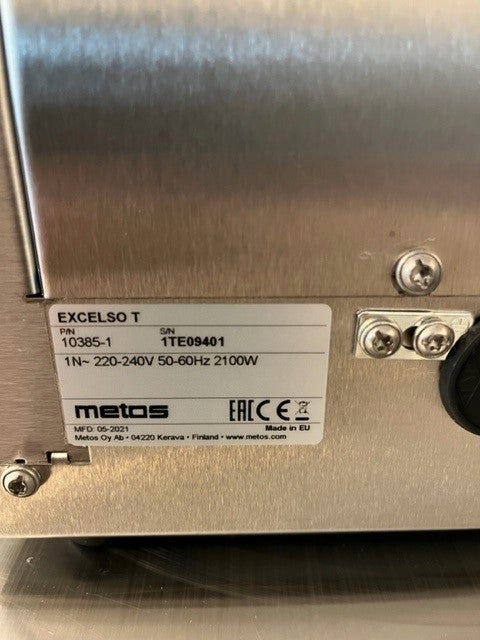 EXCELSO T
P/N S/N
10385-1 1TE09401
1N~ 220-240V 50-60Hz 2100W
metos EAC CE
MFD: 05-2021 Made in EU
Metos Oy Ab • 04220 Kerava • Finland • www.metos.com